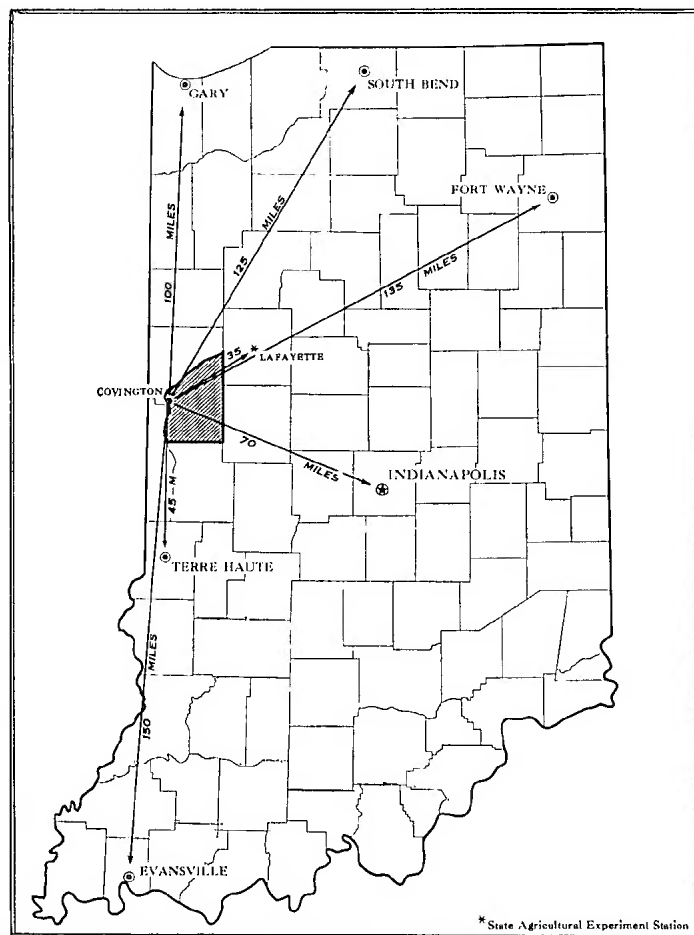 GARY
SOUTH BEND
FORT WAYNE
100 MILES
125 MILES
135 MILES
35
* LAFAYETTE
COVINGTON
70 MILES
INDIANAPOLIS
45-M
TERRE HAUTE
150 MILES
EVANSVILLE
*State Agricultural Experiment Station